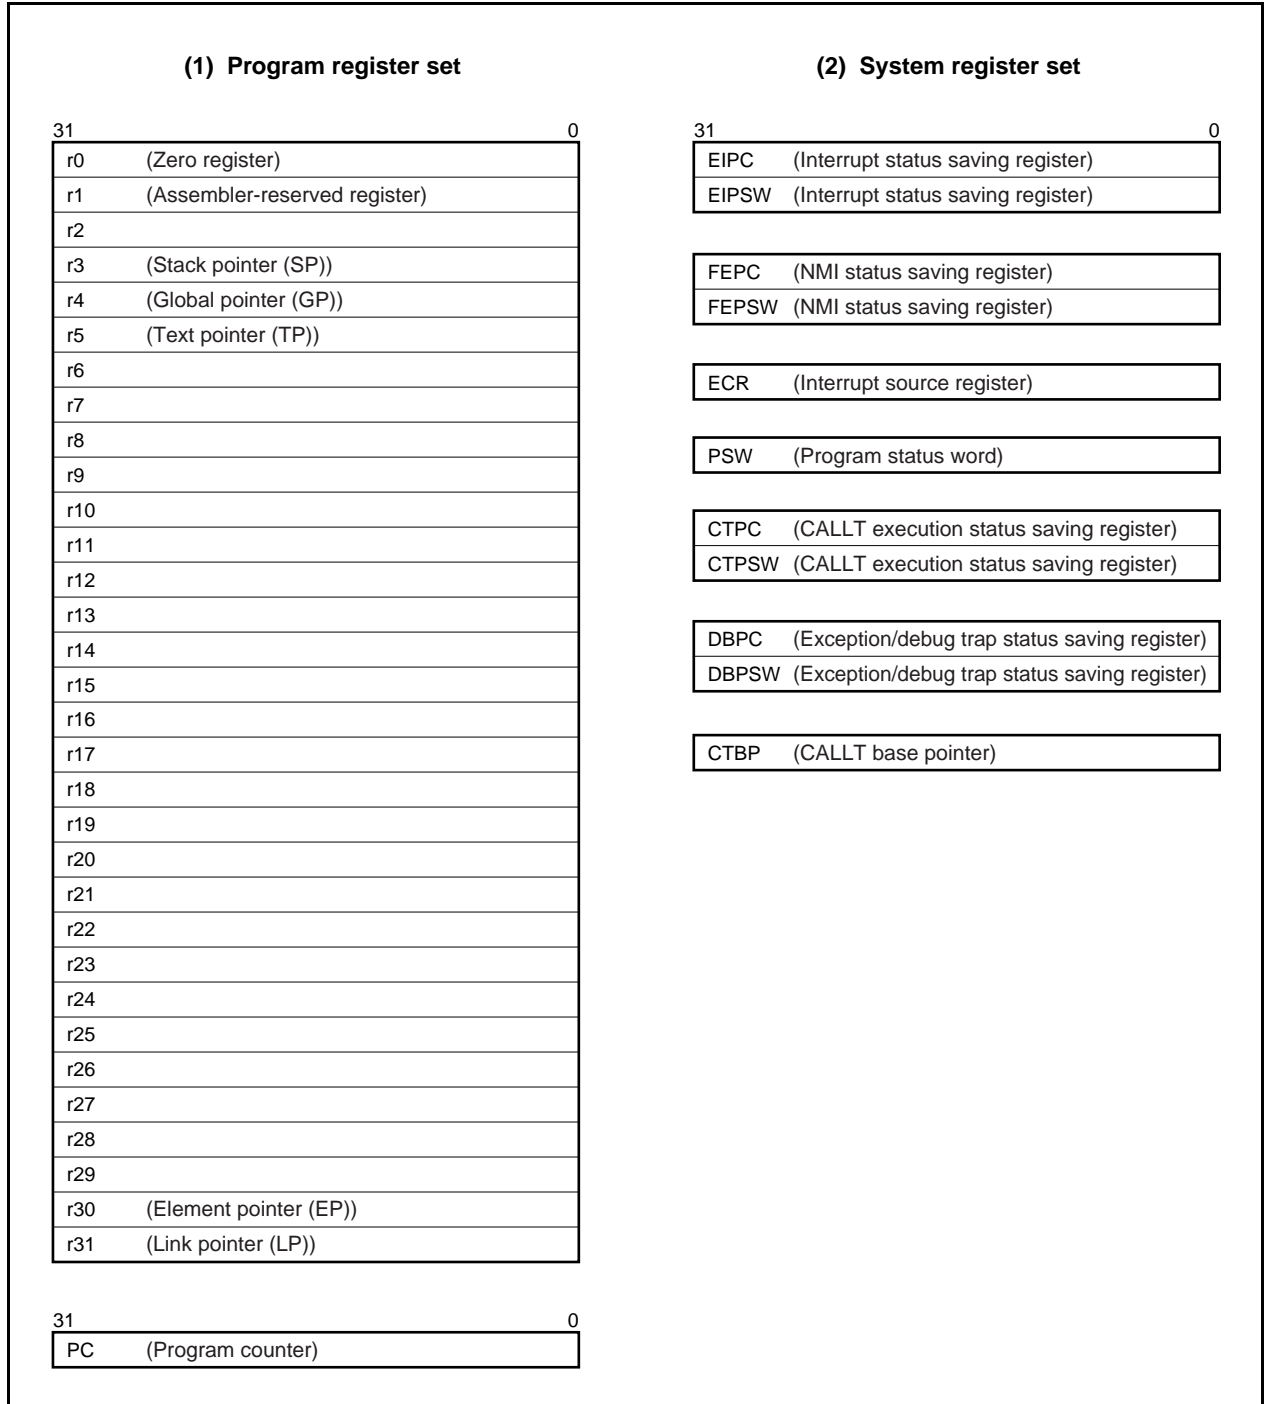 (1) Program register set
31 0
r0 (Zero register)
r1 (Assembler-reserved register)
r2
r3 (Stack pointer (SP))
r4 (Global pointer (GP))
r5 (Text pointer (TP))
r6
r7
r8
r9
r10
r11
r12
r13
r14
r15
r16
r17
r18
r19
r20
r21
r22
r23
r24
r25
r26
r27
r28
r29
r30 (Element pointer (EP))
r31 (Link pointer (LP))
31 0
PC (Program counter)
(2) System register set
31 0
EIPC (Interrupt status saving register)
EIPSW (Interrupt status saving register)
FEPC (NMI status saving register)
FEPSW (NMI status saving register)
ECR (Interrupt source register)
PSW (Program status word)
CTPC (CALLT execution status saving register)
CTPSW (CALLT execution status saving register)
DBPC (Exception/debug trap status saving register)
DBPSW (Exception/debug trap status saving register)
CTBP (CALLT base pointer)